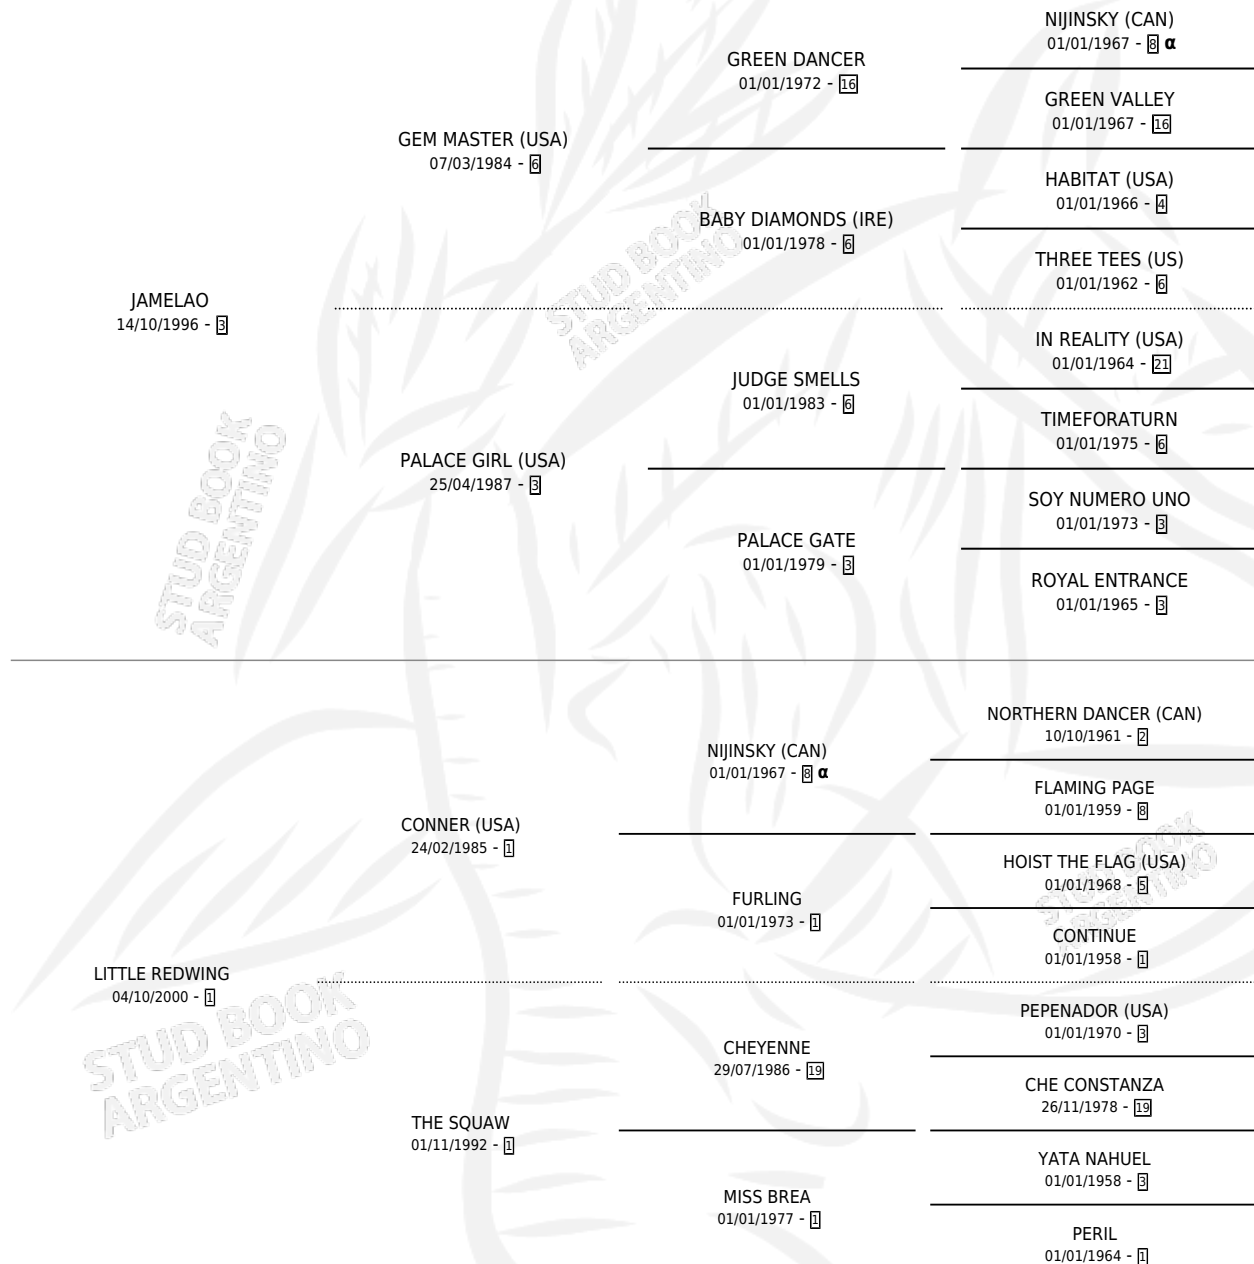 NIJINSKY (CAN)
01/01/1967 - 8 α
GREEN DANCER
01/01/1972 - 16
GREEN VALLEY
01/01/1967 - 16
GEM MASTER (USA)
07/03/1984 - 6
HABITAT (USA)
01/01/1966 - 4
BABY DIAMONDS (IRE)
01/01/1978 - 6
THREE TEES (US)
01/01/1962 - 6
JAMELAO
14/10/1996 - 3
IN REALITY (USA)
01/01/1964 - 21
JUDGE SMELLS
01/01/1983 - 6
TIMEFORATURN
01/01/1975 - 6
PALACE GIRL (USA)
25/04/1987 - 3
SOY NUMERO UNO
01/01/1973 - 3
PALACE GATE
01/01/1979 - 3
ROYAL ENTRANCE
01/01/1965 - 3
NORTHERN DANCER (CAN)
10/10/1961 - 2
NIJINSKY (CAN)
01/01/1967 - 8 α
FLAMING PAGE
01/01/1959 - 8
CONNER (USA)
24/02/1985 - 1
HOIST THE FLAG (USA)
01/01/1968 - 5
FURLING
01/01/1973 - 1
CONTINUE
01/01/1958 - 1
LITTLE REDWING
04/10/2000 - 1
PEPENADOR (USA)
01/01/1970 - 3
CHEYENNE
29/07/1986 - 19
CHE CONSTANZA
26/11/1978 - 19
THE SQUAW
01/11/1992 - 1
YATA NAHUEL
01/01/1958 - 3
MISS BREA
01/01/1977 - 1
PERIL
01/01/1964 - 1
STUD BOOK
ARGENTINO
STUD BOOK
ARGENTINO
STUD BOOK
ARGENTINO
STUD BOOK
ARGENTINO